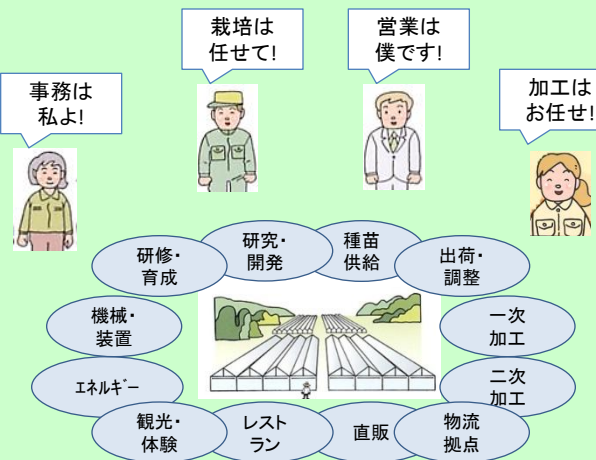 栽培は
任せて!
営業は
僕です!
事務は
私よ!
加工は
お任せ!
研究・
開発
種苗
供給
研修・
育成
出荷・
調整
機械・
装置
一次
加工
ｴﾈﾙｷﾞｰ
二次
加工
観光・
体験
レスト
ラン
直販
物流
拠点